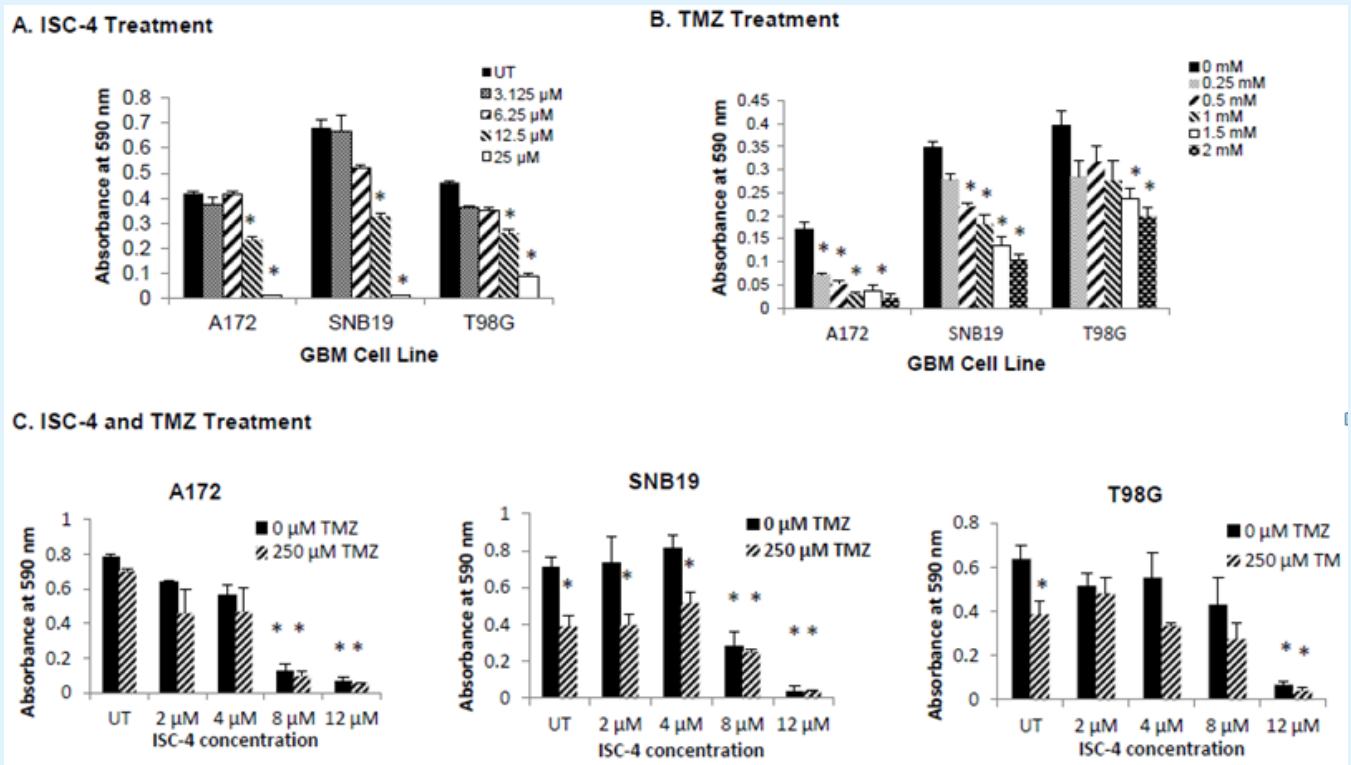 A. ISC-4 Treatment
UT
3.125 µM
6.25 µM
12.5 µM
25 µM
Absorbance at 590 nm
0.8
0.7
0.6
0.5
0.4
0.3
0.2
0.1
0
* * * * *
*
A172 SNB19 T98G
GBM Cell Line
B. TMZ Treatment
0 mM
0.25 mM
0.5 mM
1 mM
1.5 mM
2 mM
Absorbance at 590 nm
0.45
0.4
0.35
0.3
0.25
0.2
0.15
0.1
0.05
0
* * * * * * * * * *
A172 SNB19 T98G
GBM Cell Line
C. ISC-4 and TMZ Treatment
A172
0 µM TMZ
250 µM TMZ
Absorbance at 590 nm
1
0.8
0.6
0.4
0.2
0
* * * *
UT 2 µM 4 µM 8 µM 12 µM
ISC-4 concentration
SNB19
0 µM TMZ
250 µM TMZ
Absorbance at 590 nm
1
0.8
0.6
0.4
0.2
0
* * * * * * *
UT 2 µM 4 µM 8 µM 12 µM
ISC-4 concentration
T98G
0 µM TMZ
250 µM TM
Absorbance at 590 nm
0.8
0.6
0.4
0.2
0
* * *
UT 2 µM 4 µM 8 µM 12 µM
ISC-4 concentration